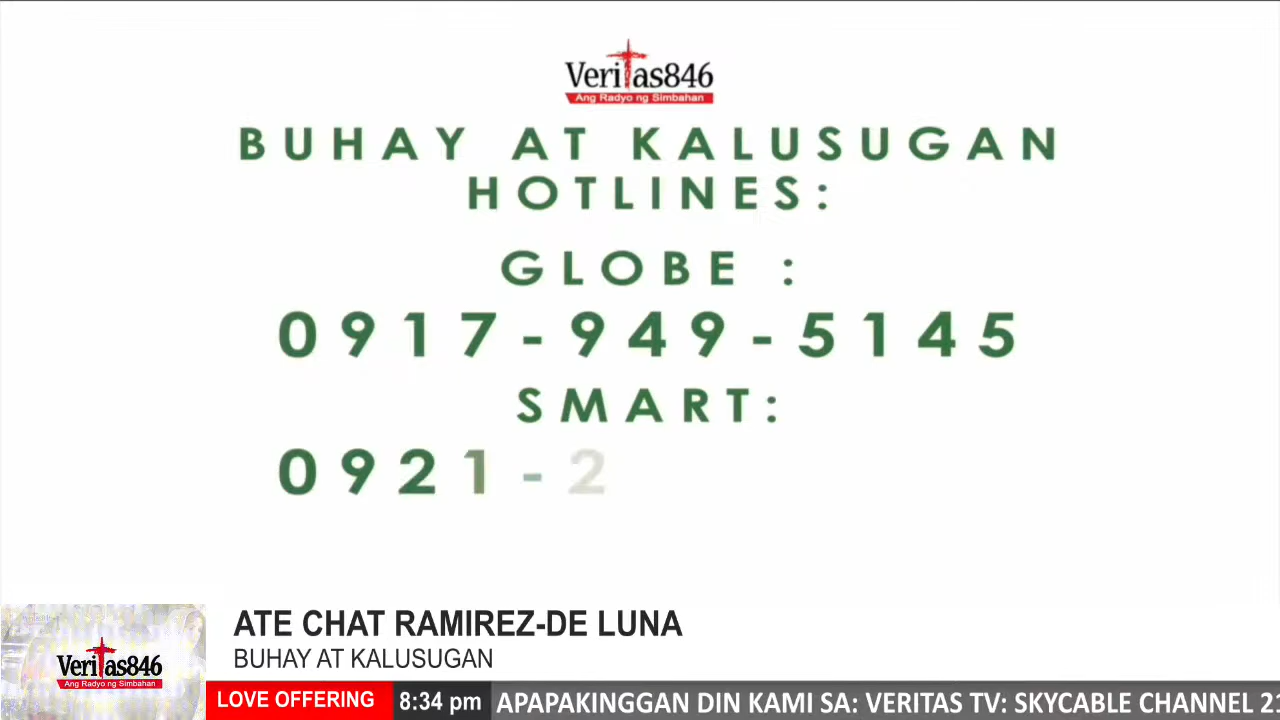 Veritas846
Ang Radyo ng Simbahan
BUHAY AT KALUSUGAN
HOTLINES:
GLOBE :
0917-949-5145
SMART:
0921-2
ATE CHAT RAMIREZ-DE LUNA
BUHAY AT KALUSUGAN
Veritas846
Ang Radyo ng Simbahan
LOVE OFFERING
8:34 pm
APAPAKINGGAN DIN KAMI SA: VERITAS TV: SKYCABLE CHANNEL 2